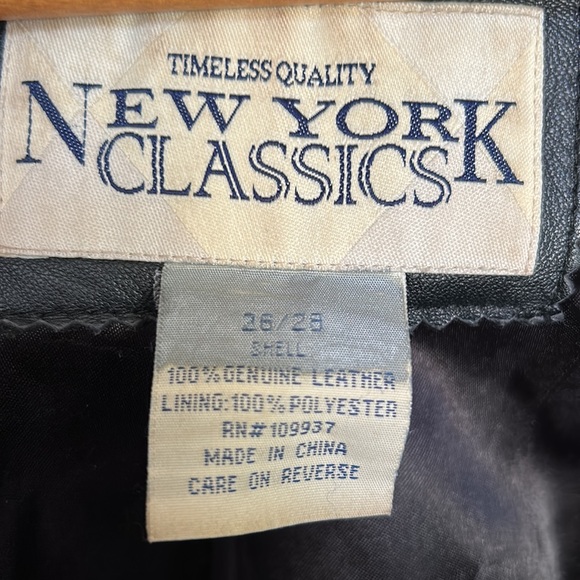 TIMELESS QUALITY
NEW YORK
CLASSICS
36/28
SHELL
100% GENUINE LEATHER
LINING:100% POLYESTER
RN# 109937
MADE IN CHINA
CARE ON REVERSE